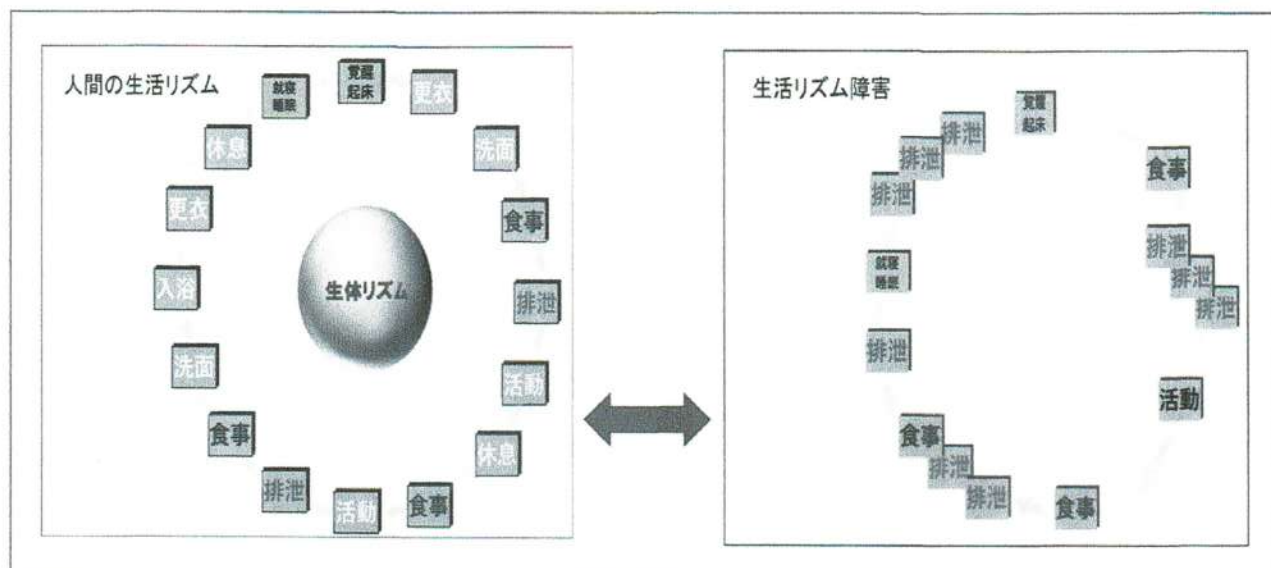 人間の生活リズム
覚醒
起床
更衣
洗面
食事
排泄
活動
休息
食事
活動
排泄
食事
洗面
入浴
更衣
休息
就寝
睡眠
生体リズム
生活リズム障害
覚醒
起床
食事
排泄
排泄
排泄
活動
食事
排泄
排泄
食事
排泄
就寝
睡眠
排泄
排泄
排泄